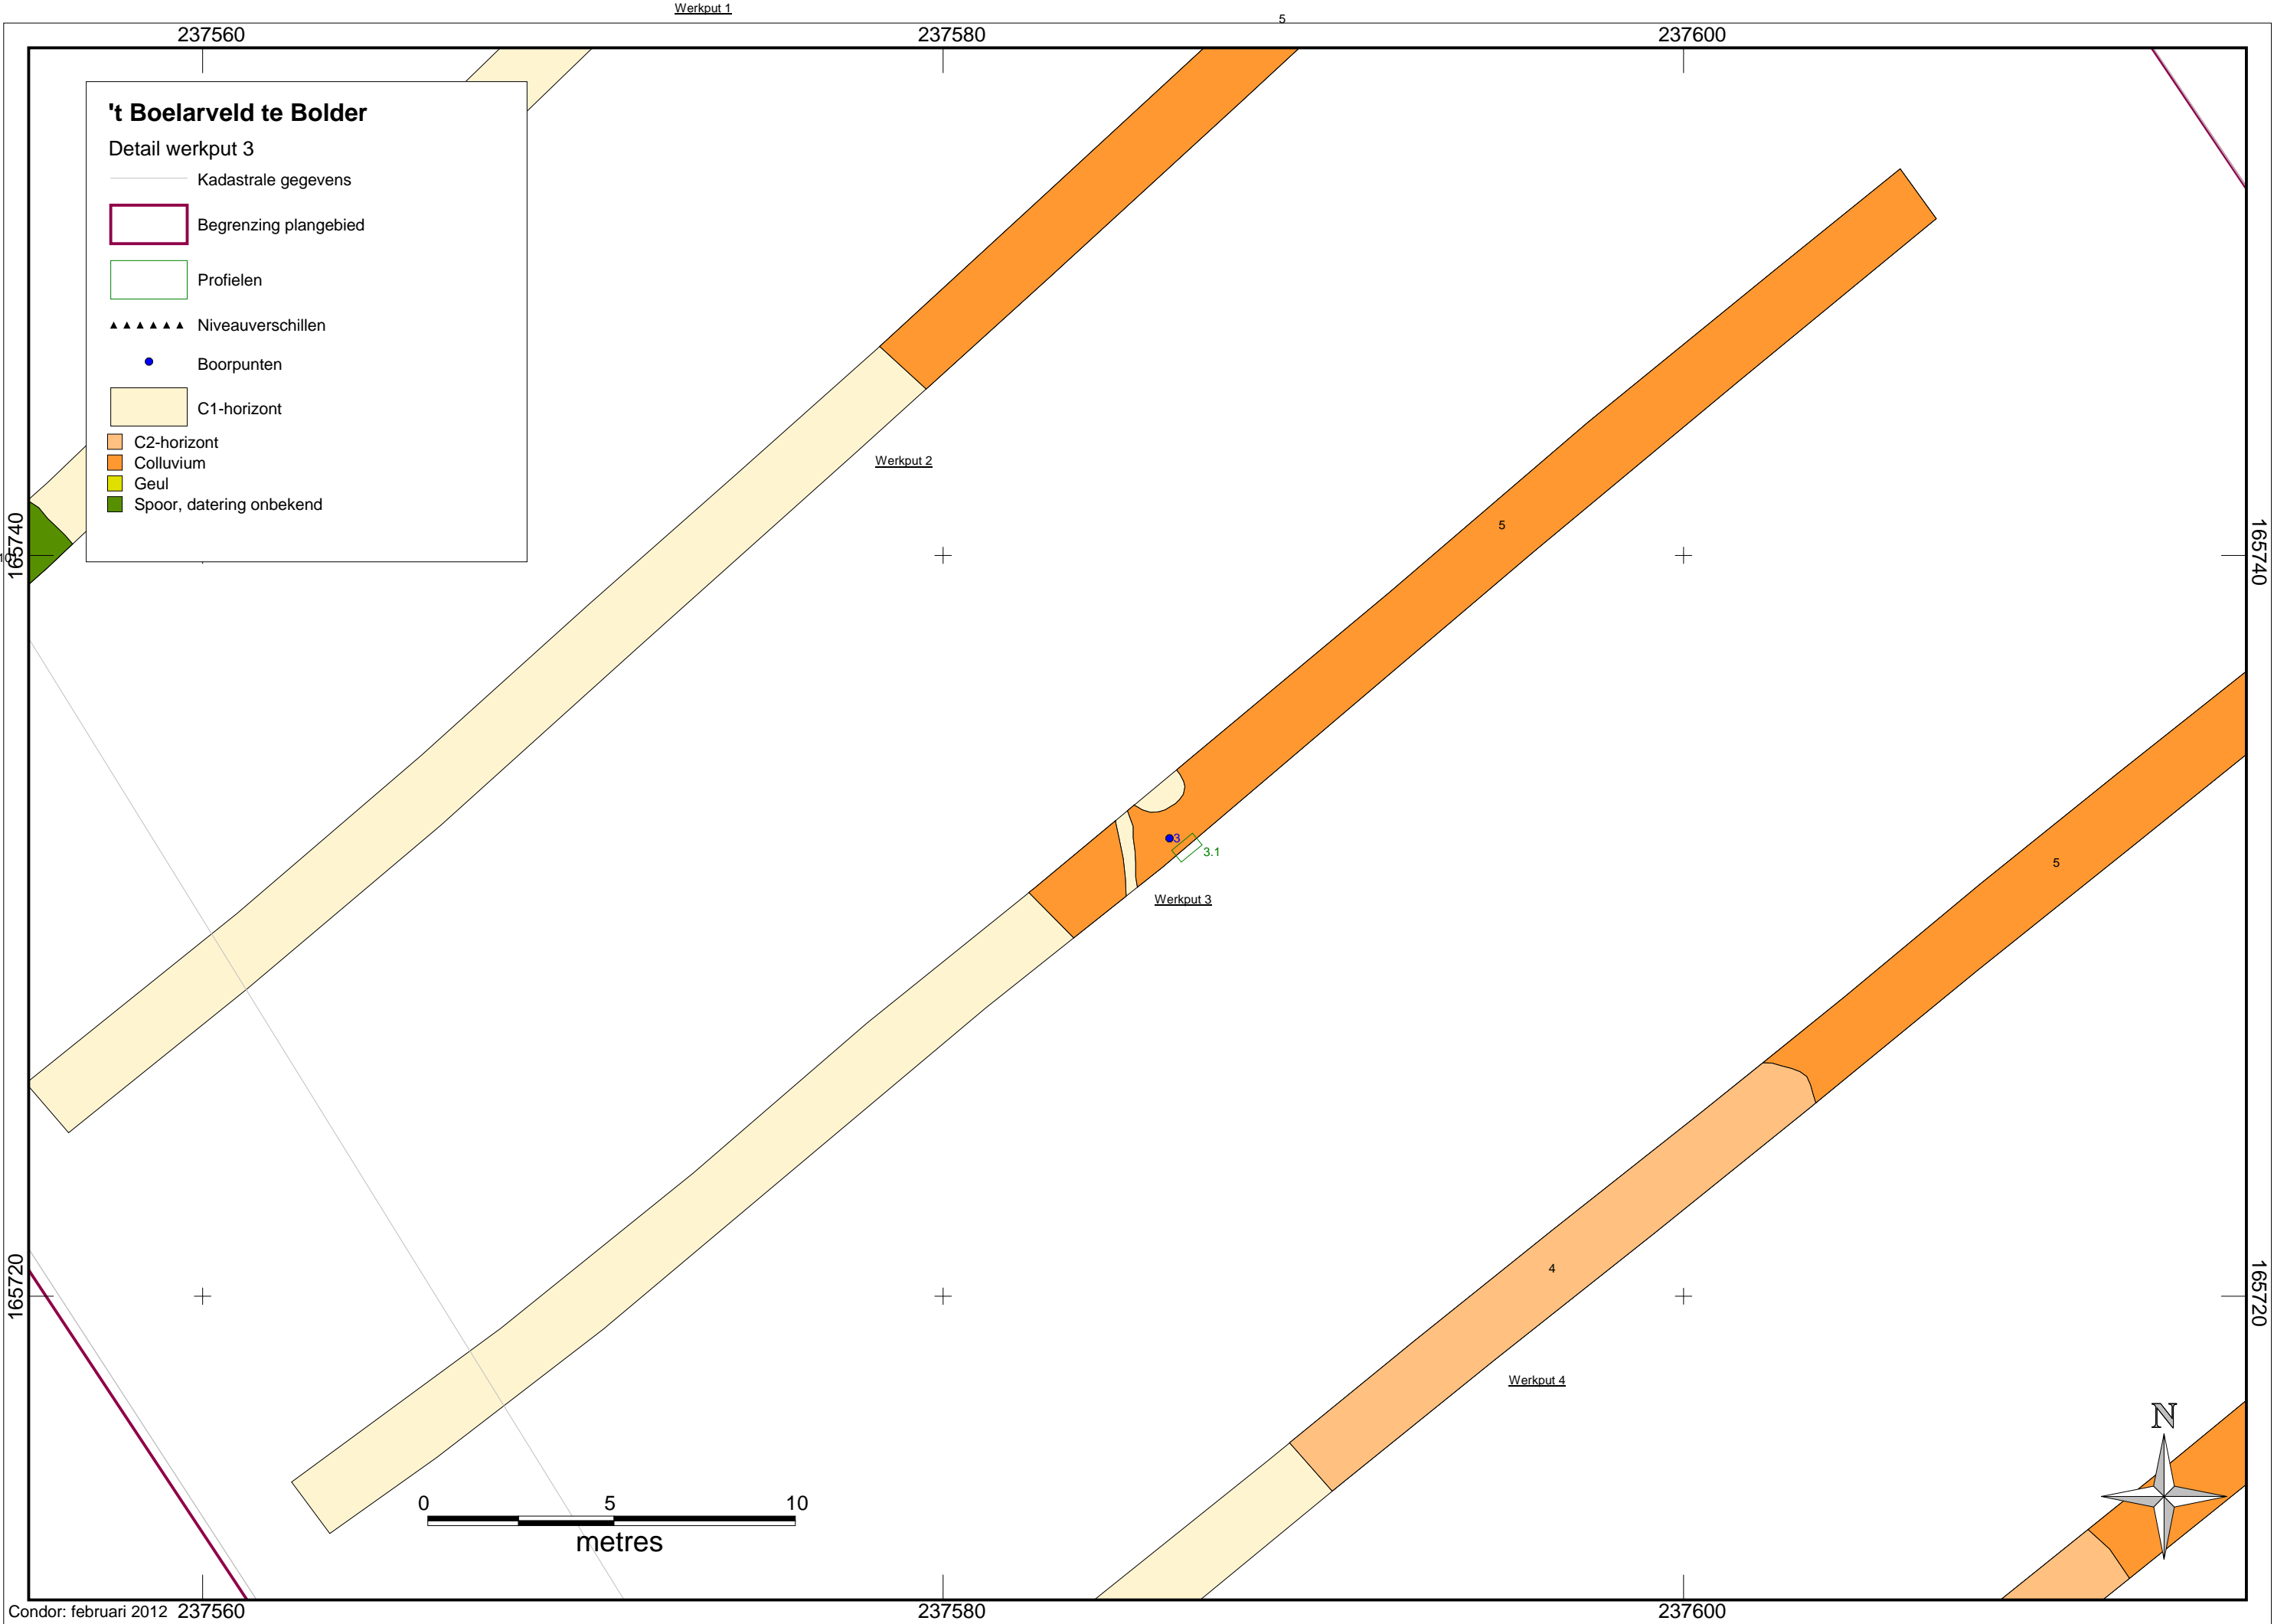 Werkput 1
5
237560
237580
237600
't Boelarveld te Bolder
Detail werkput 3
Kadastrale gegevens
Begrenzing plangebied
Profielen
Niveauverschillen
Boorpunten
C1-horizont
C2-horizont
Colluvium
Geul
Spoor, datering onbekend
Werkput 2
5
165740
165740
3
3.1
Werkput 3
5
4
165720
165720
Werkput 4
N
0 5 10
metres
Condor: februari 2012
237560
237580
237600